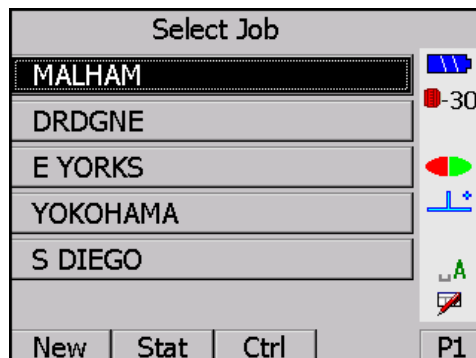 Select Job
MALHAM
-30
DRDGNE
E YORKS
YOKOHAMA
S DIEGO
A
New Stat Ctrl P1